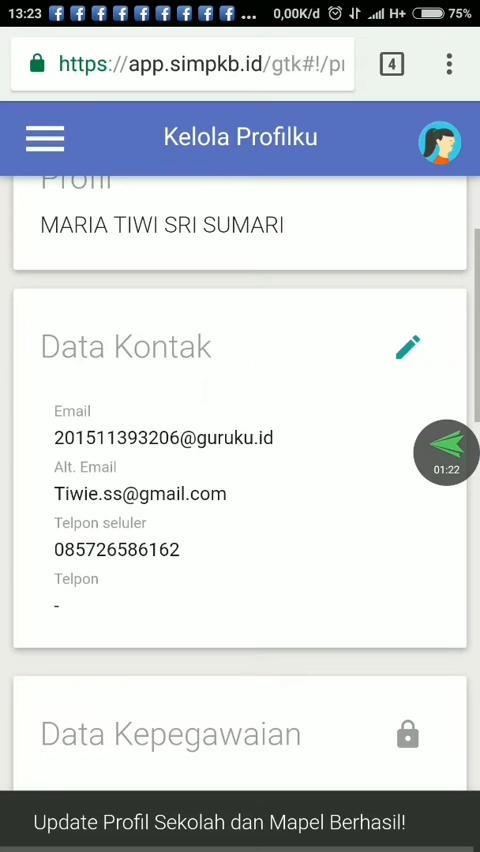 13:23 ... 0,00K/d H+ 75%
https://app.simpkb.id/gtk#!/pr
4
Kelola Profilku
Profil
MARIA TIWI SRI SUMARI
Data Kontak
Email
201511393206@guruku.id
Alt. Email
Tiwie.ss@gmail.com
01:22
Telpon seluler
085726586162
Telpon
-
Data Kepegawaian
Update Profil Sekolah dan Mapel Berhasil!